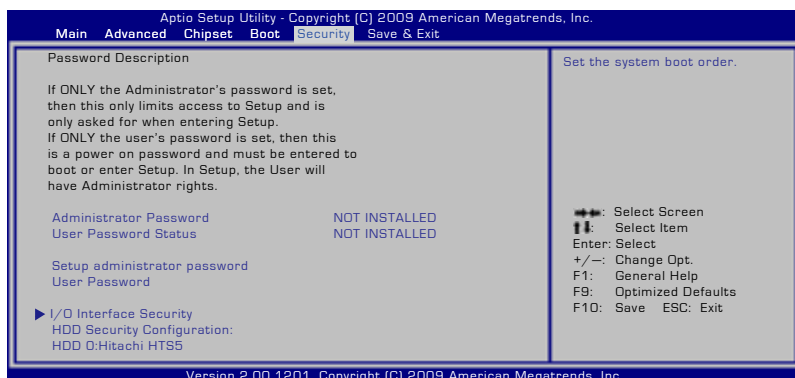 Aptio Setup Utility - Copyright (C) 2009 American Megatrends, Inc.
Main Advanced Chipset Boot Security Save & Exit
Password Description
If ONLY the Administrator's password is set,
then this only limits access to Setup and is
only asked for when entering Setup.
If ONLY the user's password is set, then this
is a power on password and must be entered to
boot or enter Setup. In Setup, the User will
have Administrator rights.
Administrator Password NOT INSTALLED
User Password Status NOT INSTALLED
Setup administrator password
User Password
I/O Interface Security
HDD Security Configuration:
HDD 0:Hitachi HTS5
Set the system boot order.
→←: Select Screen
↑↓: Select Item
Enter: Select
+/—: Change Opt.
F1: General Help
F9: Optimized Defaults
F10: Save ESC: Exit
Version 2.00.1201. Copyright (C) 2009 American Megatrends, Inc.